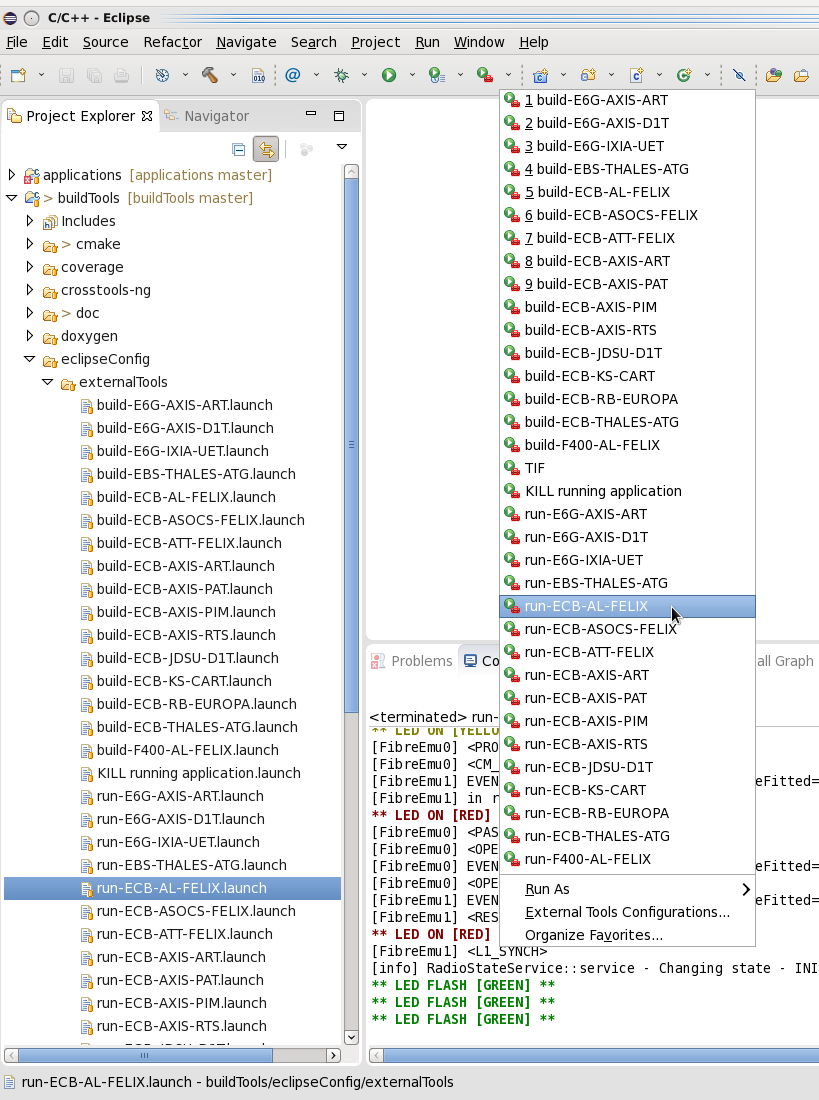 C/C++ - Eclipse
File Edit Source Refactor Navigate Search Project Run Window Help
010
Project Explorer
Navigator
applications [applications master]
> buildTools [buildTools master]
Includes
> cmake
coverage
crosstools-ng
> doc
doxygen
eclipseConfig
externalTools
build-E6G-AXIS-ART.launch
build-E6G-AXIS-D1T.launch
build-E6G-IXIA-UET.launch
build-EBS-THALES-ATG.launch
build-ECB-AL-FELIX.launch
build-ECB-ASOCS-FELIX.launch
build-ECB-ATT-FELIX.launch
build-ECB-AXIS-ART.launch
build-ECB-AXIS-PAT.launch
build-ECB-AXIS-PIM.launch
build-ECB-AXIS-RTS.launch
build-ECB-JDSU-D1T.launch
build-ECB-KS-CART.launch
build-ECB-RB-EUROPA.launch
build-ECB-THALES-ATG.launch
build-F400-AL-FELIX.launch
KILL running application.launch
run-E6G-AXIS-ART.launch
run-E6G-AXIS-D1T.launch
run-E6G-IXIA-UET.launch
run-EBS-THALES-ATG.launch
run-ECB-AL-FELIX.launch
run-ECB-ASOCS-FELIX.launch
run-ECB-ATT-FELIX.launch
run-ECB-AXIS-ART.launch
run-ECB-AXIS-PAT.launch
run-ECB-AXIS-PIM.launch
run-ECB-AXIS-RTS.launch
1 build-E6G-AXIS-ART
2 build-E6G-AXIS-D1T
3 build-E6G-IXIA-UET
4 build-EBS-THALES-ATG
5 build-ECB-AL-FELIX
6 build-ECB-ASOCS-FELIX
7 build-ECB-ATT-FELIX
8 build-ECB-AXIS-ART
9 build-ECB-AXIS-PAT
build-ECB-AXIS-PIM
build-ECB-AXIS-RTS
build-ECB-JDSU-D1T
build-ECB-KS-CART
build-ECB-RB-EUROPA
build-ECB-THALES-ATG
build-F400-AL-FELIX
TIF
KILL running application
run-E6G-AXIS-ART
run-E6G-AXIS-D1T
run-E6G-IXIA-UET
run-EBS-THALES-ATG
run-ECB-AL-FELIX
run-ECB-ASOCS-FELIX
run-ECB-ATT-FELIX
run-ECB-AXIS-ART
run-ECB-AXIS-PAT
run-ECB-AXIS-PIM
run-ECB-AXIS-RTS
run-ECB-JDSU-D1T
run-ECB-KS-CART
run-ECB-RB-EUROPA
run-ECB-THALES-ATG
run-F400-AL-FELIX
Run As
External Tools Configurations...
Organize Favorites...
Problems
Co
all Graph
<terminated> run-
** LED ON [YELLO
[FibreEmu0] <PRO
[FibreEmu0] <CM_
[FibreEmu1] EVEN eFitted=
[FibreEmu1] in r
** LED ON [RED]
[FibreEmu0] <PAS
[FibreEmu0] <OPE
[FibreEmu0] EVEN eFitted=
[FibreEmu0] <OPE
[FibreEmu1] EVEN eFitted=
[FibreEmu1] <RES
** LED ON [RED]
[FibreEmu1] <L1_SYNCH>
[info] RadioStateService::service - Changing state - INI
** LED FLASH [GREEN] **
** LED FLASH [GREEN] **
** LED FLASH [GREEN] **
run-ECB-AL-FELIX.launch - buildTools/eclipseConfig/externalTools